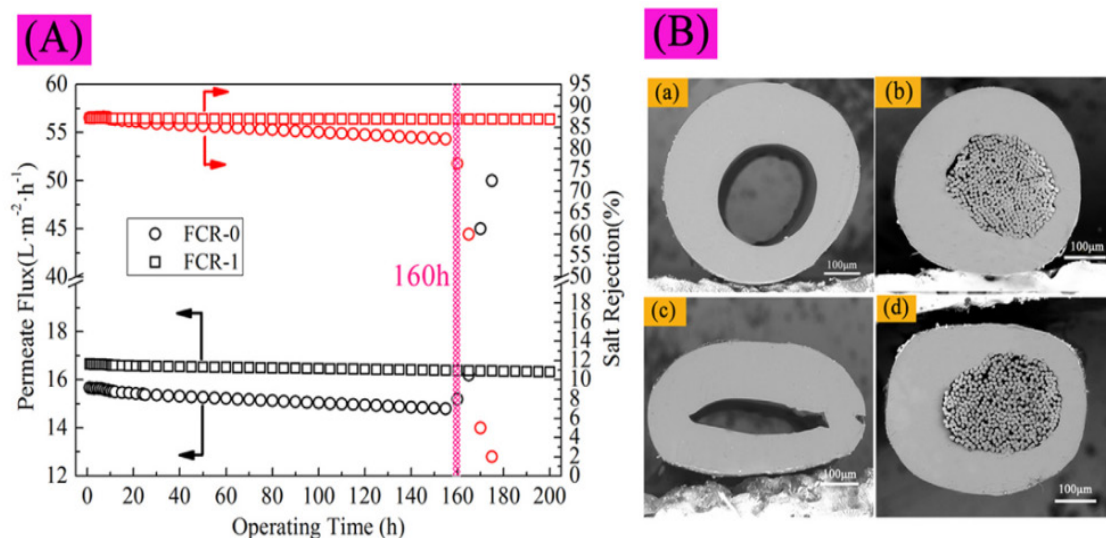 (A)
(B)
60
55
50
45
40
18
16
14
12
Permeate Flux(L·m⁻²·h⁻¹)
95
90
85
80
75
70
65
60
55
50
18
16
14
12
10
8
6
4
2
0
Salt Rejection(%)
FCR-0
FCR-1
160h
0 20 40 60 80 100 120 140 160 180 200
Operating Time (h)
(a)
100μm
(b)
100μm
(c)
100μm
(d)
100μm